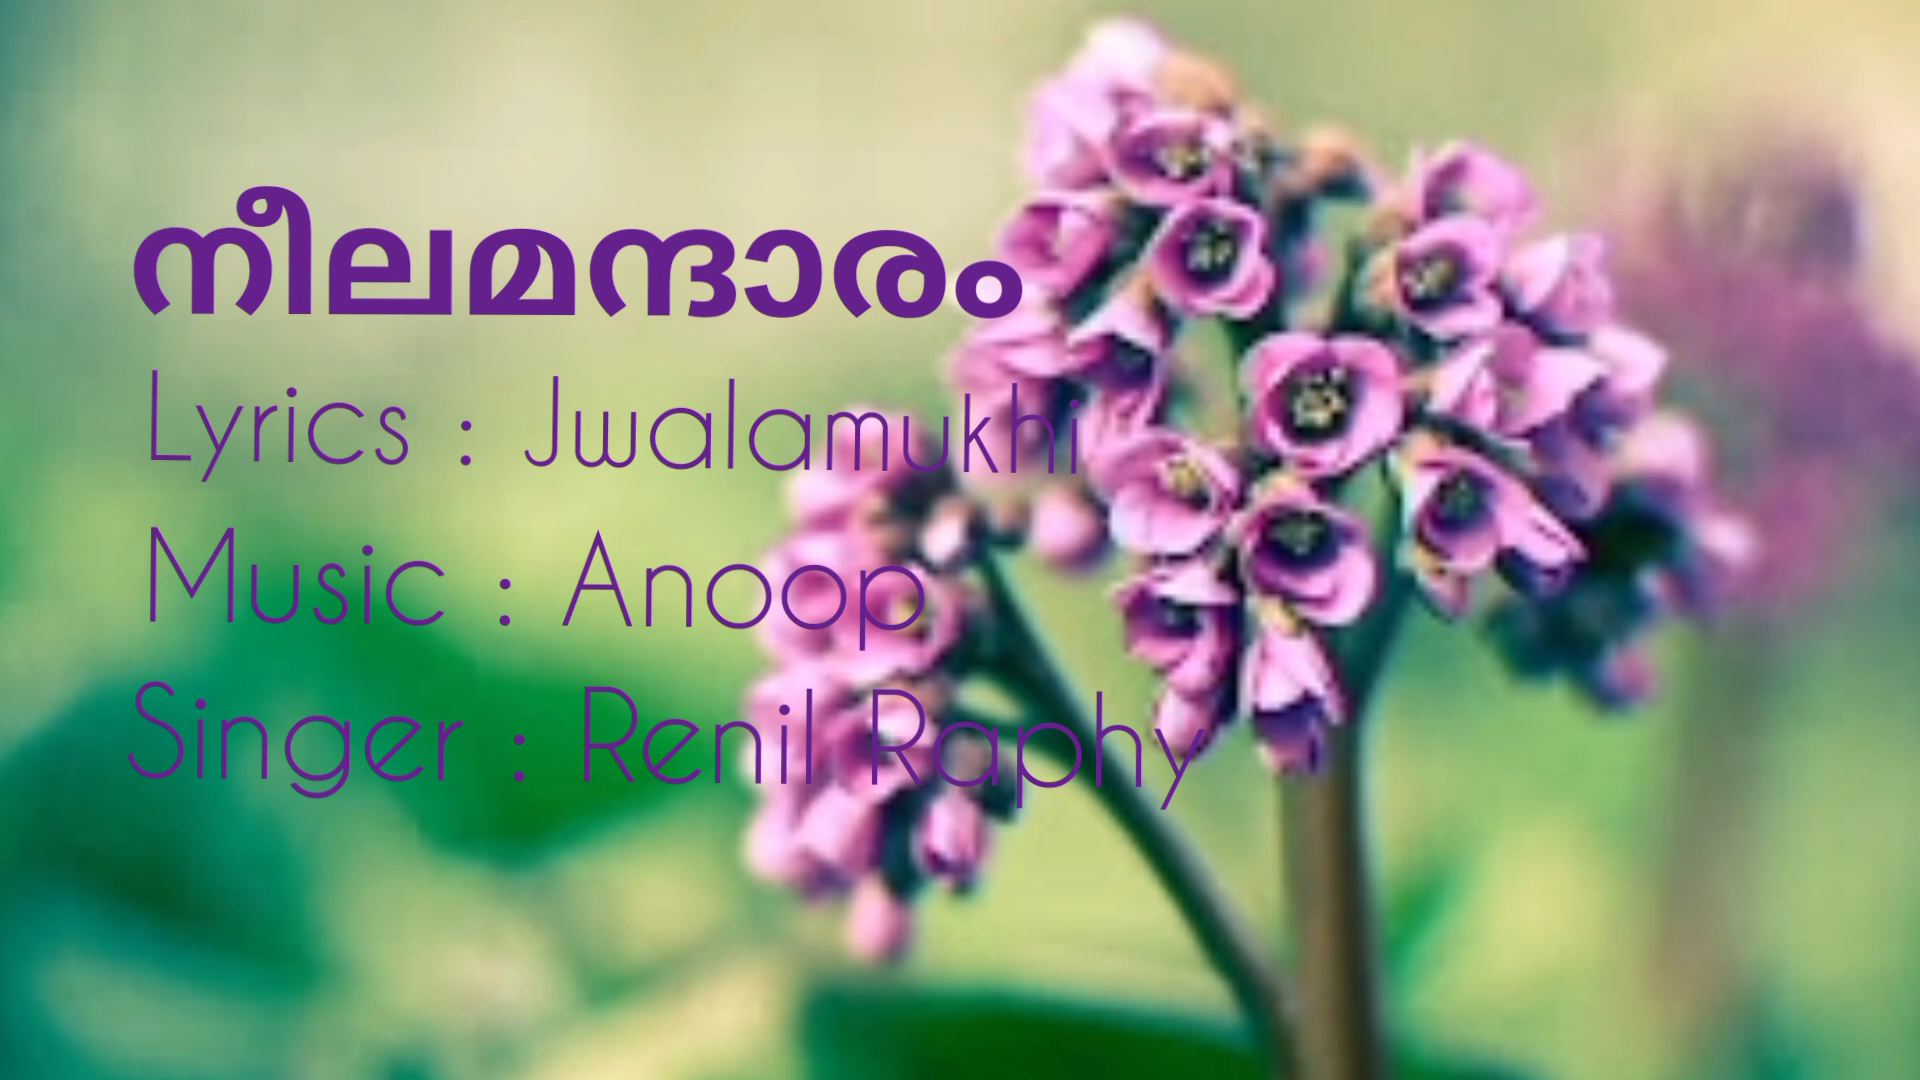 നീലമന്ദാരം
Lyrics : Jwalamukhi
Music : Anoop
Singer : Renil Raphy